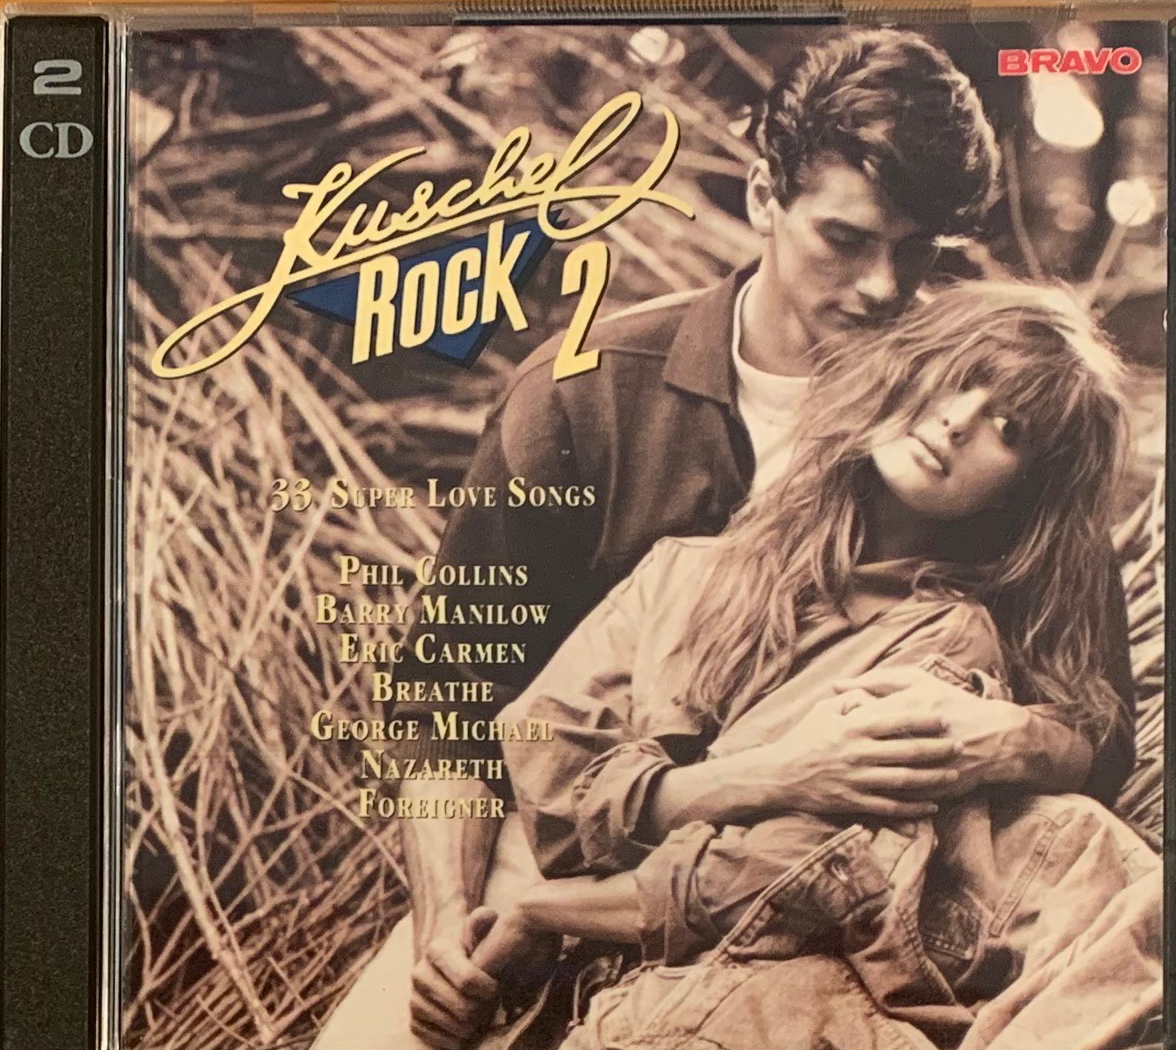 2
CD
BRAVO
Kuschel
ROCK 2
33 SUPER LOVE SONGS
PHIL COLLINS
BARRY MANILOW
ERIC CARMEN
BREATHE
GEORGE MICHAEL
NAZARETH
FOREIGNER